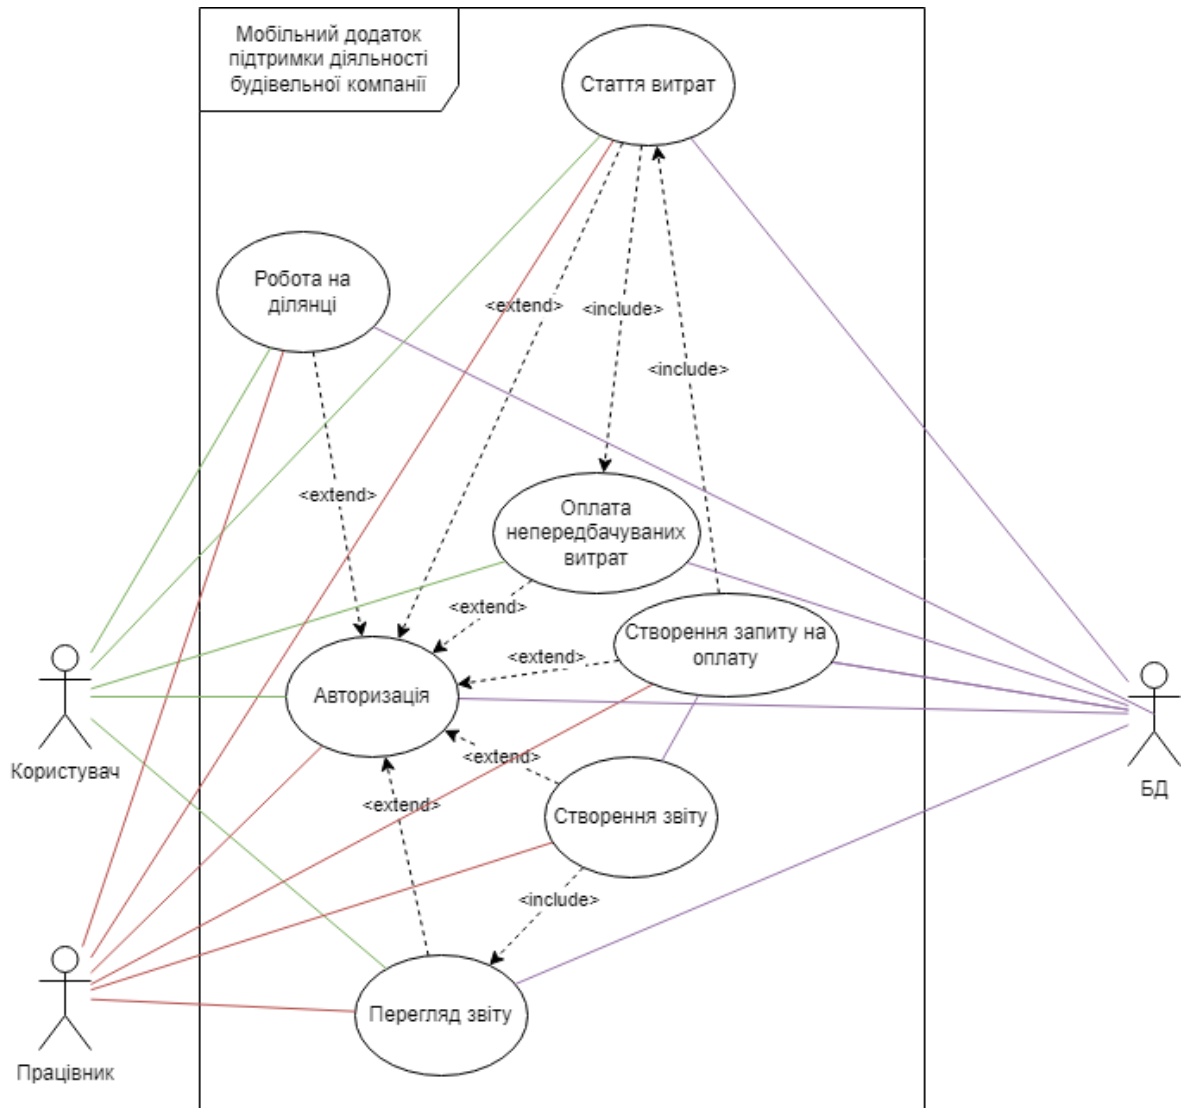 Мобільний додаток
підтримки діяльності
будівельної компанії
Стаття витрат
Робота на
ділянці
<extend>
<include>
<include>
<extend>
Оплата
непередбачуваних
витрат
<extend>
Створення запиту на
оплату
<extend>
Авторизація
Користувач
БД
<extend>
<extend>
Створення звіту
<include>
Перегляд звіту
Працівник